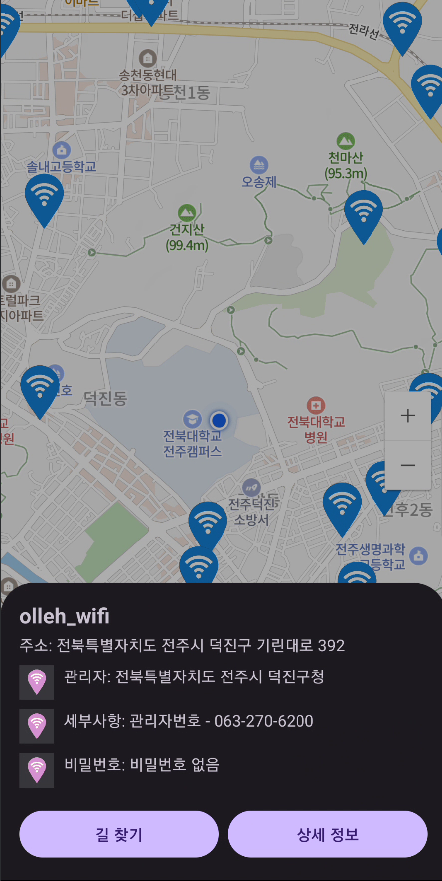 전라선
송천동현대
3차아파트
송천1동
솔내고등학교
천마산
(95.3m)
오송제
건지산
(99.4m)
덕진동
전북대학교
전주캠퍼스
전북대학교
병원
+
−
전주덕진
소방서
전주생명과학
고등학교
olleh_wifi
주소: 전북특별자치도 전주시 덕진구 기린대로 392
관리자: 전북특별자치도 전주시 덕진구청
세부사항: 관리자번호 - 063-270-6200
비밀번호: 비밀번호 없음
길 찾기
상세 정보